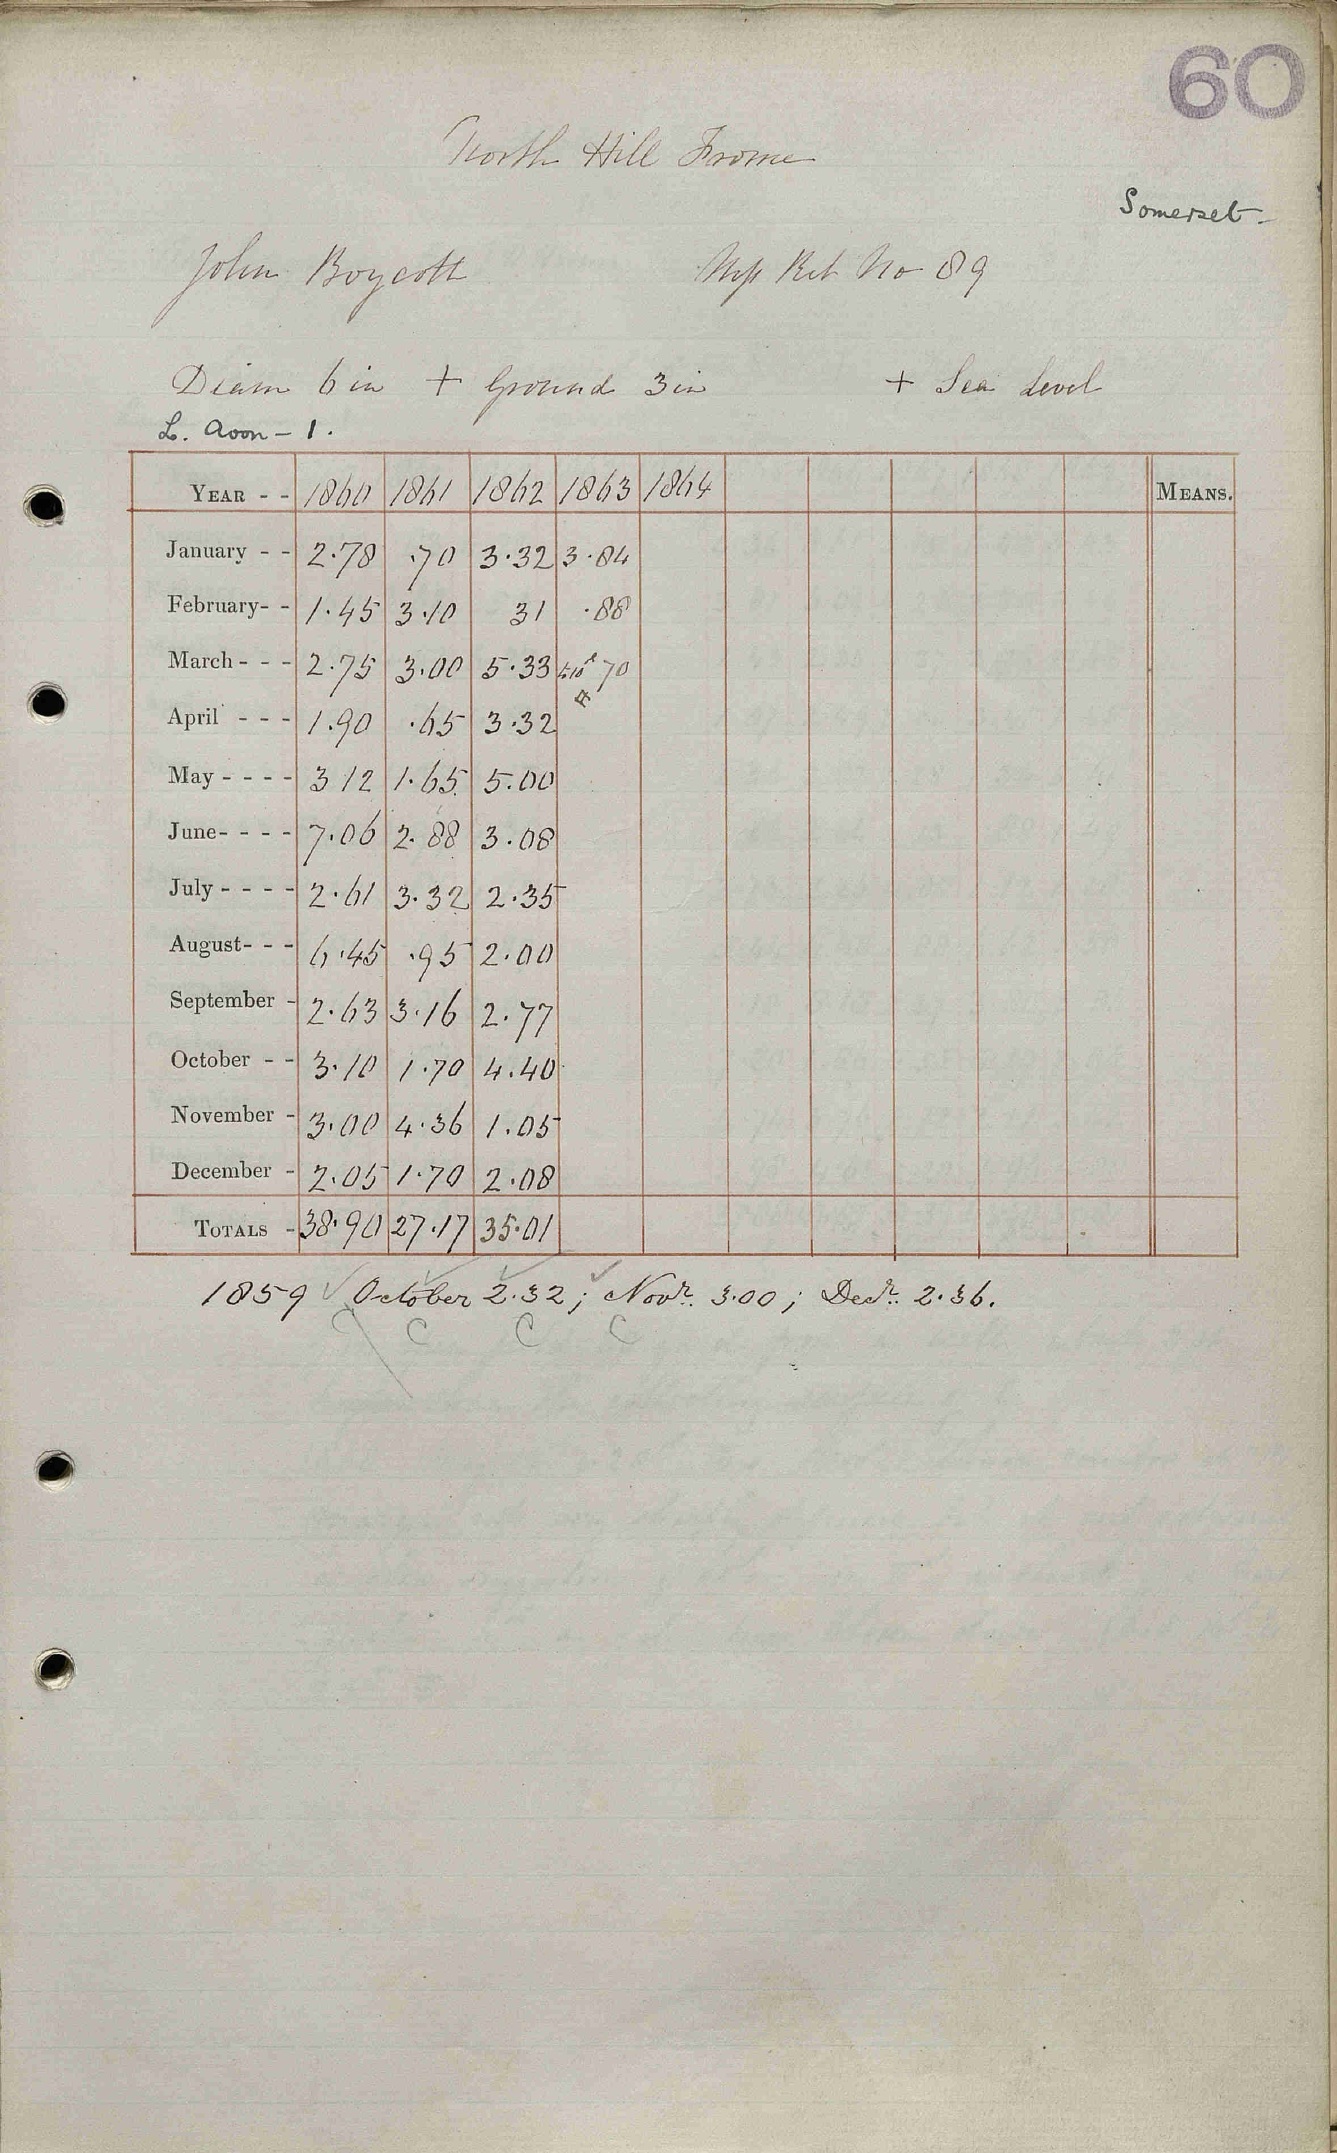 60
North Hill Frome
Somerset
John Boycott
Mss Ret No 89
Diam 6 in + Ground 3 in + Sea Level
YEAR - - 1860 1861 1862 1863 1864 MEANS.
January - - 2.78 .70 3.32 3.84
February- - 1.45 3.10 31 .88
March - - - 2.75 3.00 5.33 70
April - - - 1.90 .65 3.32
May - - - - 3 12 1.65 5.00
June- - - - 7.06 2.88 3.08
July - - - - 2.61 3.32 2.35
August- - - 6.45 .95 2.00
September - 2.63 3.16 2.77
October - - 3.10 1.70 4.40
November - 3.00 4.36 1.05
December - 2.05 1.70 2.08
TOTALS - 38.90 27.17 35.01
1859 October 2.32; Novr. 3.00; Decr. 2.36.